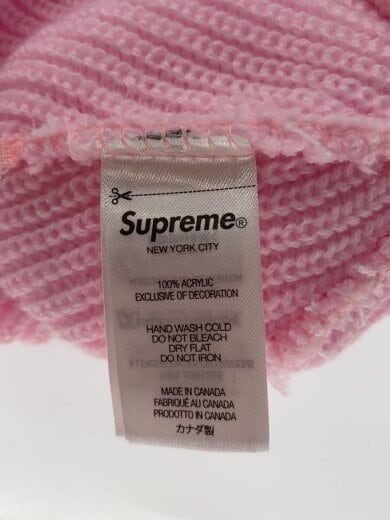 Supreme®
NEW YORK CITY
100% ACRYLIC
EXCLUSIVE OF DECORATION
HAND WASH COLD
DO NOT BLEACH
DRY FLAT
DO NOT IRON
MADE IN CANADA
FABRIQUÉ AU CANADA
PRODOTTO IN CANADA
カナダ製